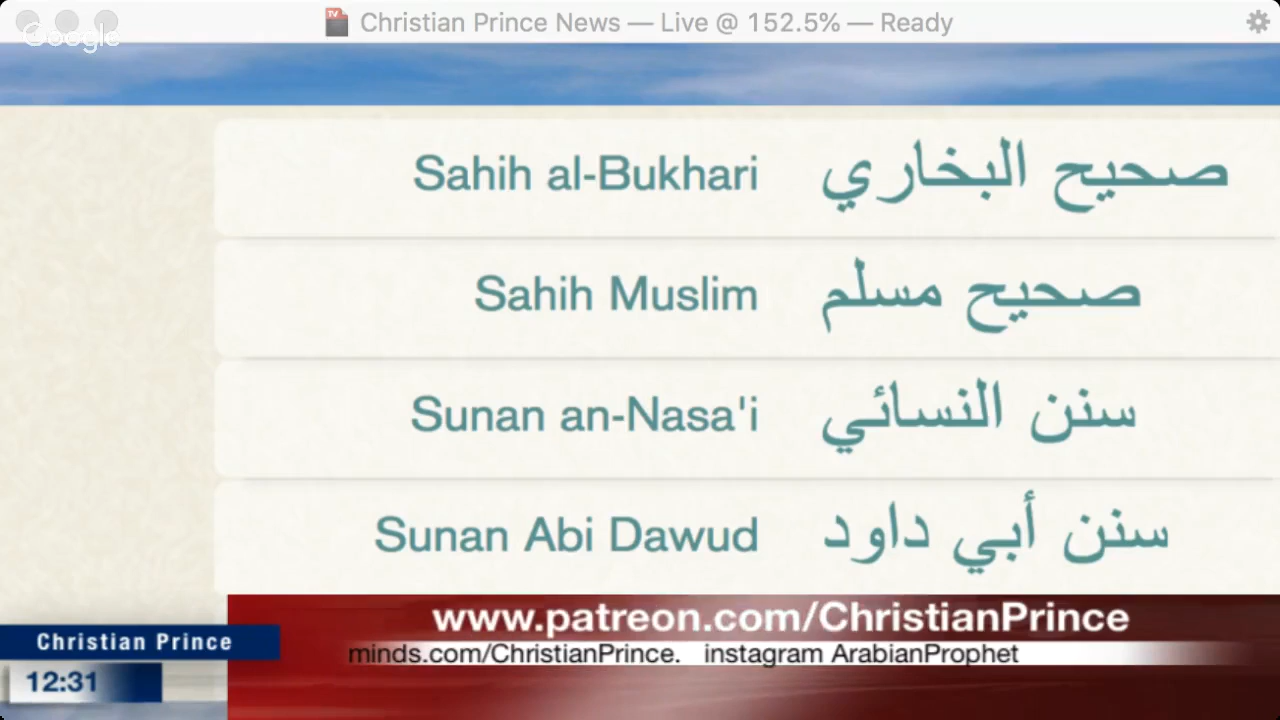 Christian Prince News — Live @ 152.5% — Ready
Google
Sahih al-Bukhari صحيح البخاري
Sahih Muslim صحيح مسلم
Sunan an-Nasa'i سنن النسائي
Sunan Abi Dawud سنن أبي داود
www.patreon.com/ChristianPrince
minds.com/ChristianPrince. instagram ArabianProphet
Christian Prince
12:31